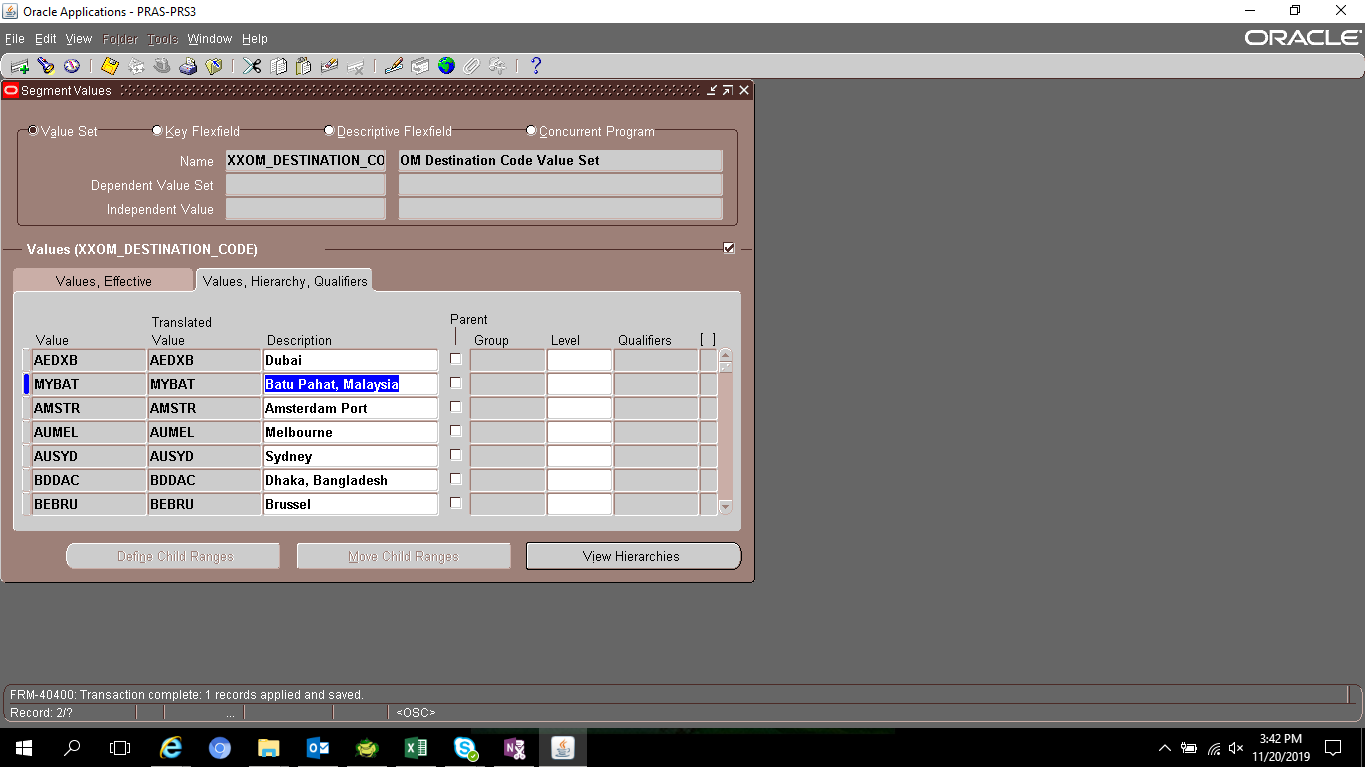 Oracle Applications - PRAS-PRS3
File Edit View Folder Tools Window Help
ORACLE
Segment Values
Value Set Key Flexfield Descriptive Flexfield Concurrent Program
Name XXOM_DESTINATION_CO OM Destination Code Value Set
Dependent Value Set
Independent Value
Values (XXOM_DESTINATION_CODE)
Values, Effective Values, Hierarchy, Qualifiers
Translated Parent
Value Value Description Group Level Qualifiers [ ]
AEDXB AEDXB Dubai
MYBAT MYBAT Batu Pahat, Malaysia
AMSTR AMSTR Amsterdam Port
AUMEL AUMEL Melbourne
AUSYD AUSYD Sydney
BDDAC BDDAC Dhaka, Bangladesh
BEBRU BEBRU Brussel
Define Child Ranges Move Child Ranges View Hierarchies
FRM-40400: Transaction complete: 1 records applied and saved.
Record: 2/? ... <OSC>
3:42 PM
11/20/2019